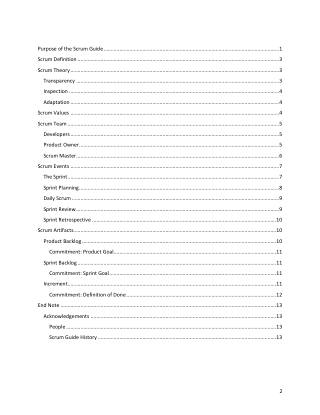 Purpose of the Scrum Guide ........ 1
Scrum Definition ........ 3
Scrum Theory ........ 3
Transparency ........ 3
Inspection ........ 4
Adaptation ........ 4
Scrum Values ........ 4
Scrum Team ........ 5
Developers ........ 5
Product Owner ........ 5
Scrum Master ........ 6
Scrum Events ........ 7
The Sprint ........ 7
Sprint Planning ........ 8
Daily Scrum ........ 9
Sprint Review ........ 9
Sprint Retrospective ........ 10
Scrum Artifacts ........ 10
Product Backlog ........ 10
Commitment: Product Goal ........ 11
Sprint Backlog ........ 11
Commitment: Sprint Goal ........ 11
Increment ........ 11
Commitment: Definition of Done ........ 12
End Note ........ 13
Acknowledgements ........ 13
People ........ 13
Scrum Guide History ........ 13
2